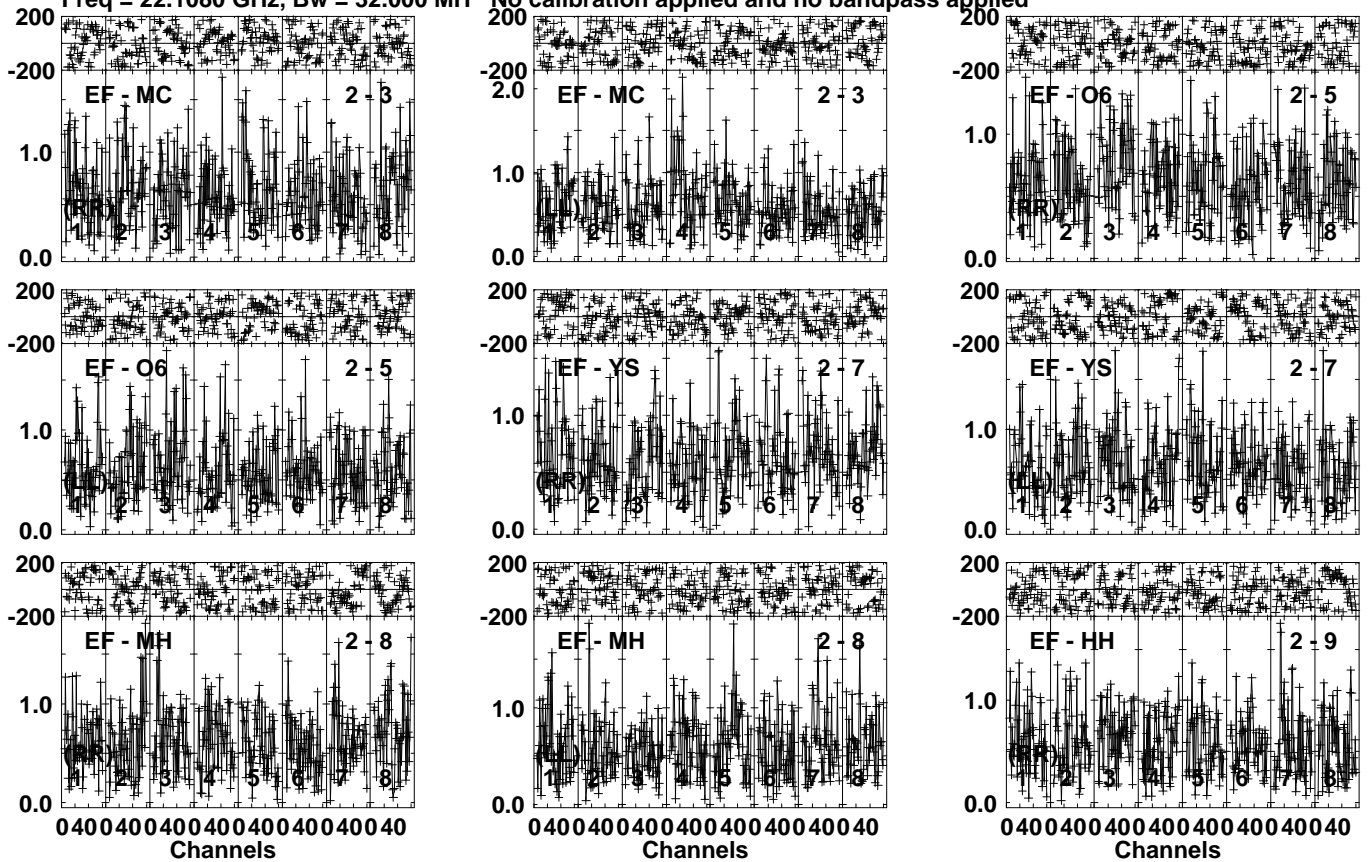 Freq = 22.1080 GHz, Bw = 32.000 MH No calibration applied and no bandpass applied
200 200 200
-200 -200 -200
EF - MC 2 - 3 EF - MC 2 - 3 EF - O6 2 - 5
2.0
1.0 1.0 1.0
(RR) (LL) (RR)
1 2 3 4 5 6 7 8 1 2 3 4 5 6 7 8 1 2 3 4 5 6 7 8
0.0 0.0 0.0
200 200 200
-200 -200 -200
EF - O6 2 - 5 EF - YS 2 - 7 EF - YS 2 - 7
1.0 1.0 1.0
(LL) (RR) (LL)
1 2 3 4 5 6 7 8 1 2 3 4 5 6 7 8 1 2 3 4 5 6 7 8
0.0 0.0 0.0
200 200 200
-200 -200 -200
EF - MH 2 - 8 EF - MH 2 - 8 EF - HH 2 - 9
1.0 1.0 1.0
(RR) (LL) (RR)
1 2 3 4 5 6 7 8 1 2 3 4 5 6 7 8 1 2 3 4 5 6 7 8
0.0 0.0 0.0
0 40 0 40 0 40 0 40 0 40 0 40 0 40 0 40 0 40 0 40 0 40 0 40 0 40 0 40 0 40 0 40 0 40 0 40 0 40 0 40 0 40 0 40 0 40 0 40
Channels Channels Channels